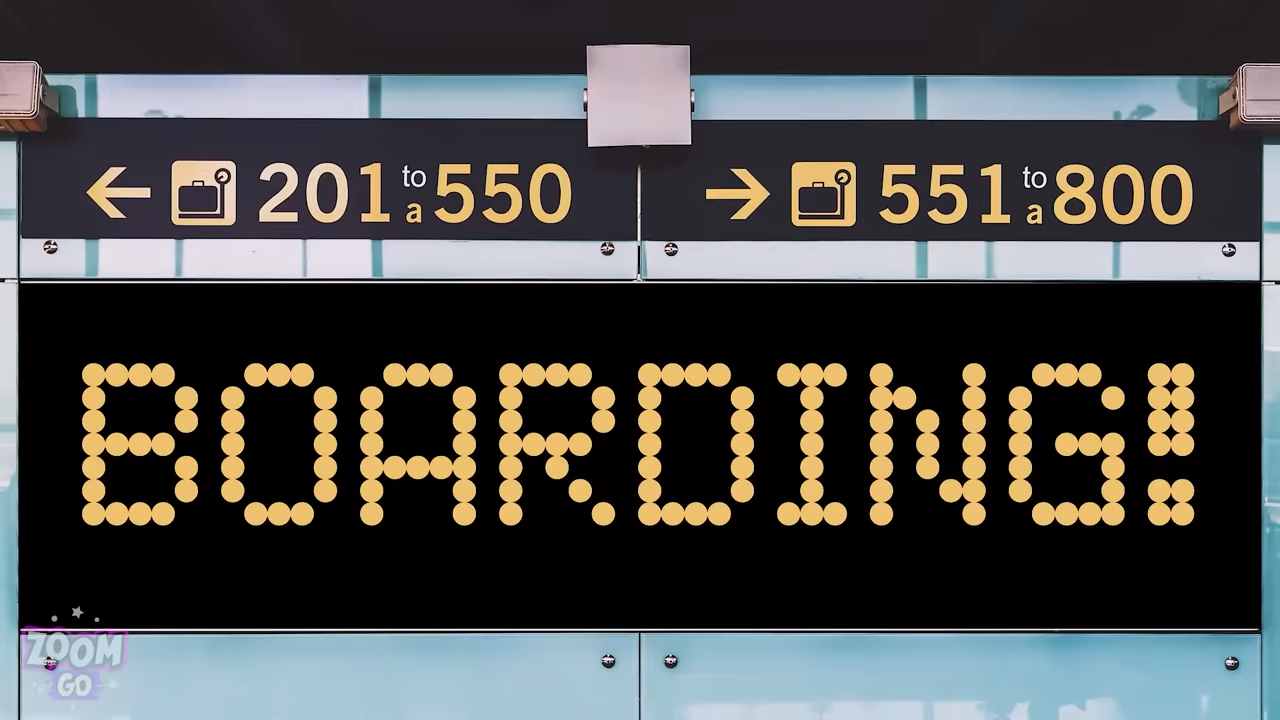 ← 201 to a 550
→ 551 to a 800
BOARDING!
ZOOM
GO